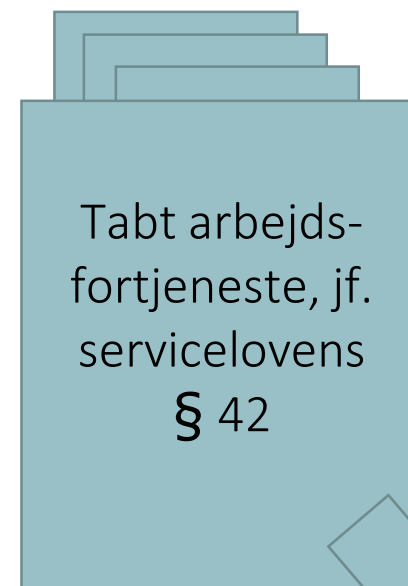 Tabt arbejds-
fortjeneste, jf.
servicelovens
§ 42